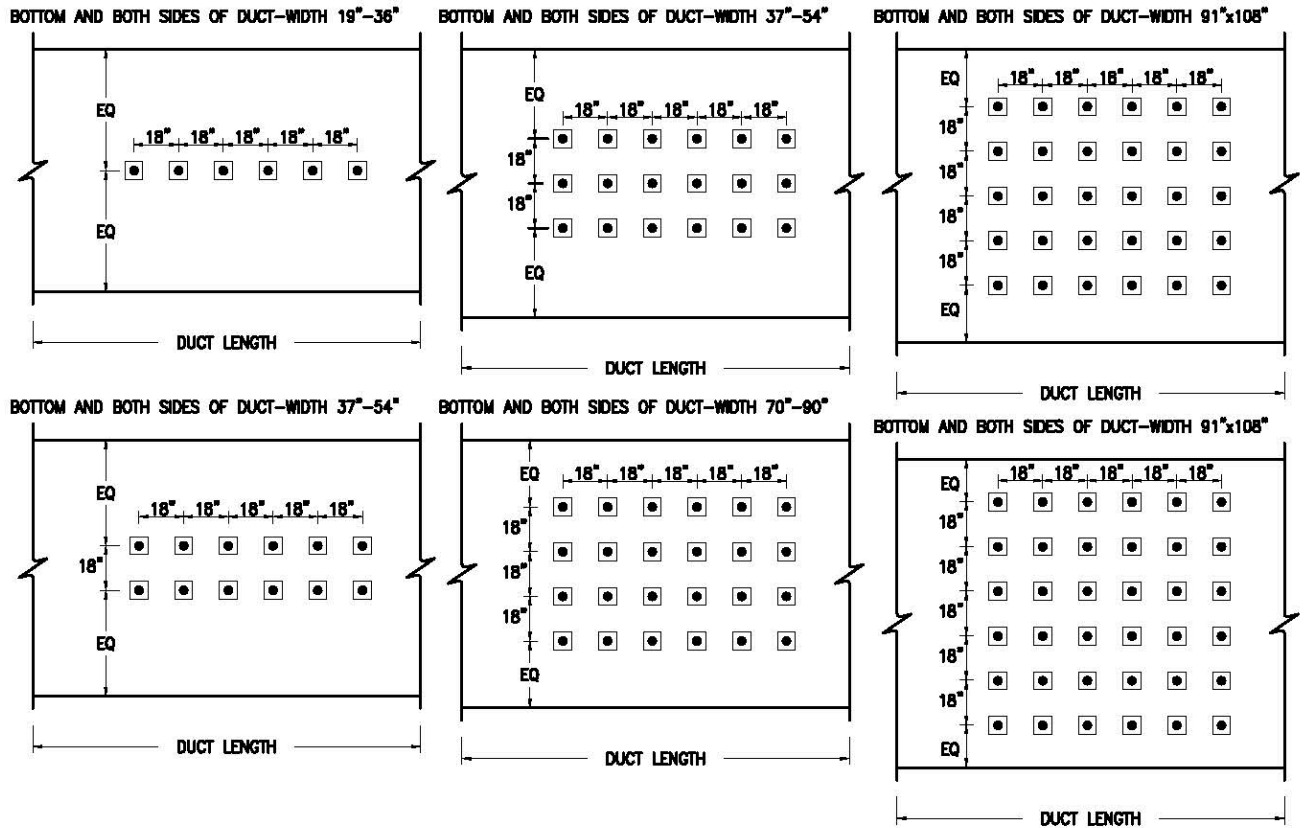 BOTTOM AND BOTH SIDES OF DUCT-WIDTH 19"-36"
EQ
18" 18" 18" 18" 18"
EQ
DUCT LENGTH
BOTTOM AND BOTH SIDES OF DUCT-WIDTH 37"-54"
EQ
18" 18" 18" 18" 18"
18"
18"
EQ
DUCT LENGTH
BOTTOM AND BOTH SIDES OF DUCT-WIDTH 91"x108"
EQ
18" 18" 18" 18" 18"
18"
18"
18"
18"
EQ
DUCT LENGTH
BOTTOM AND BOTH SIDES OF DUCT-WIDTH 37"-54"
EQ
18" 18" 18" 18" 18"
18"
EQ
DUCT LENGTH
BOTTOM AND BOTH SIDES OF DUCT-WIDTH 70"-90"
EQ
18" 18" 18" 18" 18"
18"
18"
18"
EQ
DUCT LENGTH
BOTTOM AND BOTH SIDES OF DUCT-WIDTH 91"x108"
EQ
18" 18" 18" 18" 18"
18"
18"
18"
18"
18"
EQ
DUCT LENGTH